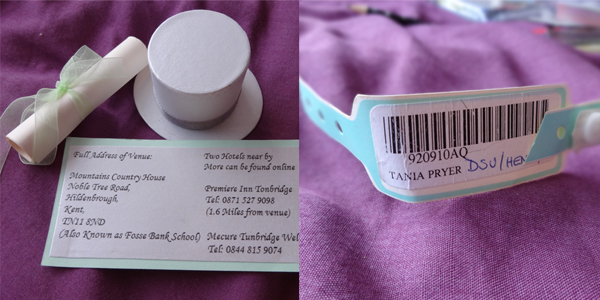 Full Address of Venue:
Mountains Country House
Noble Tree Road,
Hildenbrough,
Kent,
TN11 8ND
(Also Known as Fosse Bank School)
Two Hotels near by
More can be found online
Premiere Inn Tonbridge
Tel: 0871 527 9098
(1.6 Miles from venue)
Mecure Tunbridge Wel
Tel: 0844 815 9074
920910AQ
TANIA PRYER DSU/HEN